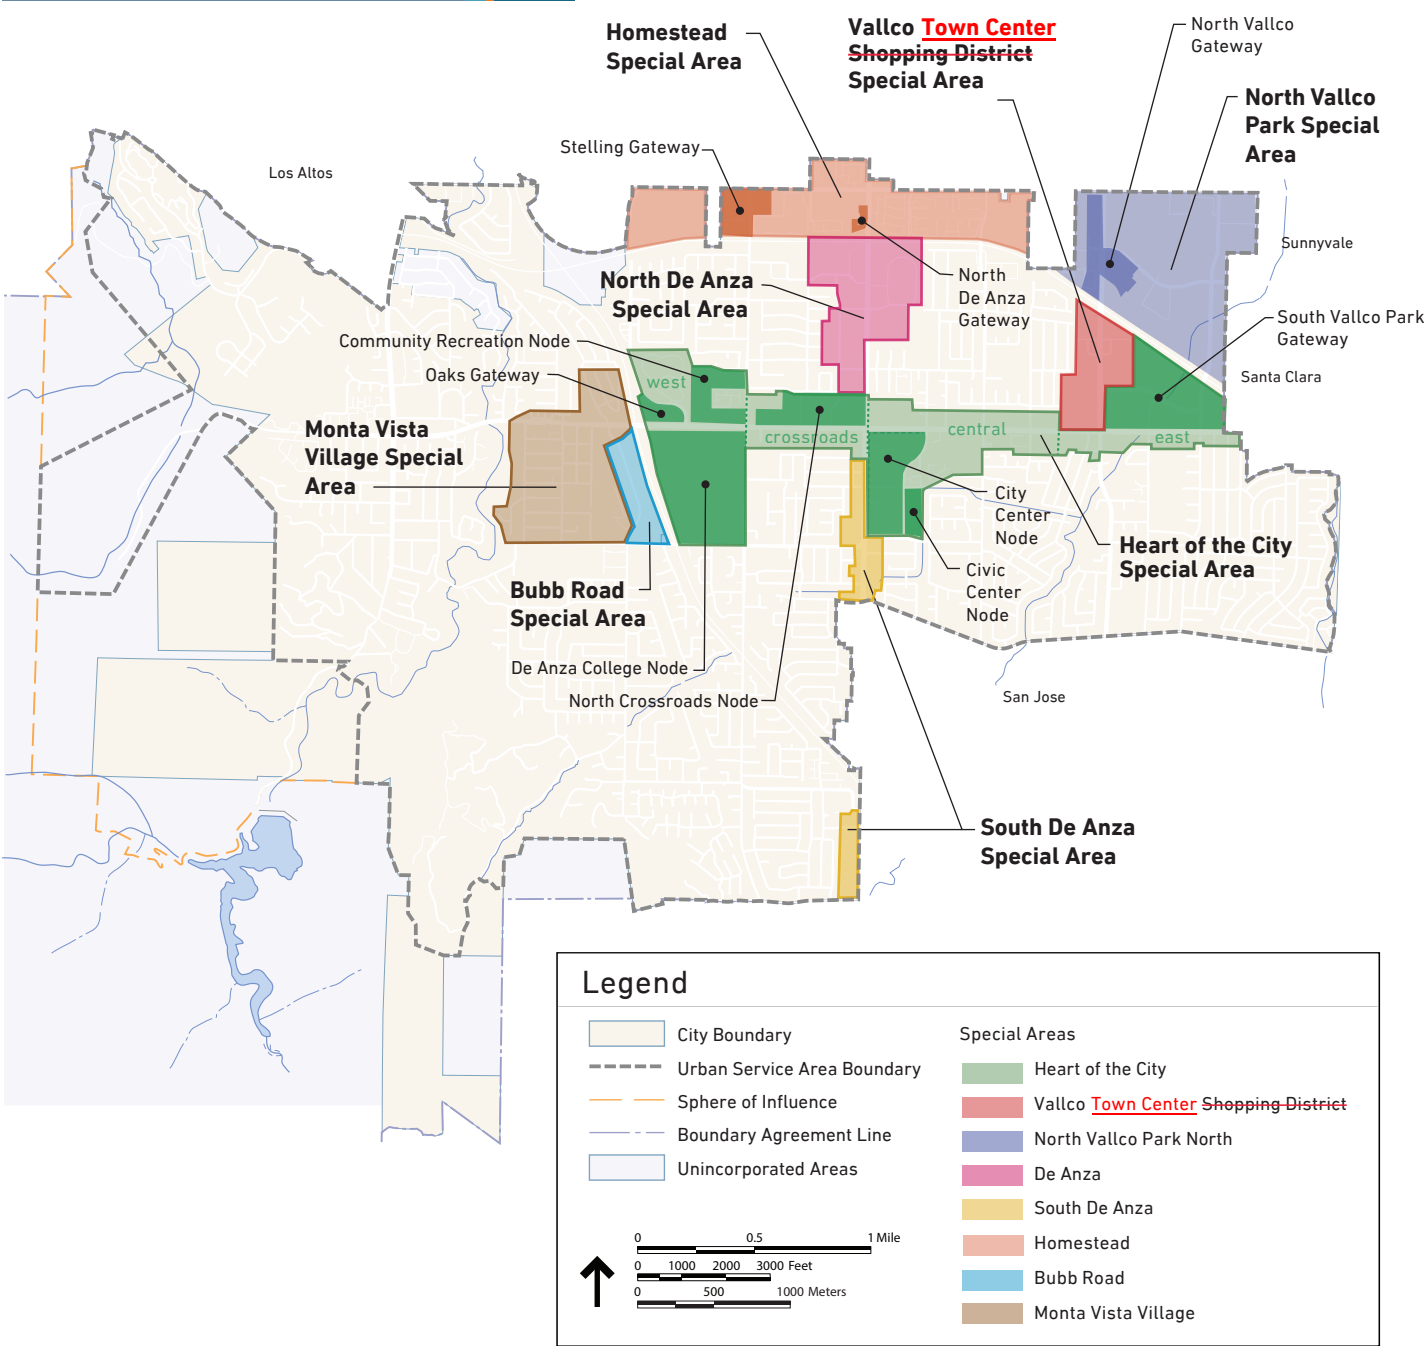 Homestead
Special Area
Vallco Town Center
Shopping District
Special Area
North Vallco
Gateway
North Vallco
Park Special
Area
Stelling Gateway
Los Altos
Sunnyvale
North De Anza
Special Area
North
De Anza
Gateway
South Vallco Park
Gateway
Community Recreation Node
Oaks Gateway
Santa Clara
west
crossroads
central
east
Monta Vista
Village Special
Area
City
Center
Node
Heart of the City
Special Area
Civic
Center
Node
Bubb Road
Special Area
De Anza College Node
North Crossroads Node
San Jose
South De Anza
Special Area
Legend
City Boundary
Urban Service Area Boundary
Sphere of Influence
Boundary Agreement Line
Unincorporated Areas
Special Areas
Heart of the City
Vallco Town Center Shopping District
North Vallco Park North
De Anza
South De Anza
Homestead
Bubb Road
Monta Vista Village
0 0.5 1 Mile
0 1000 2000 3000 Feet
0 500 1000 Meters